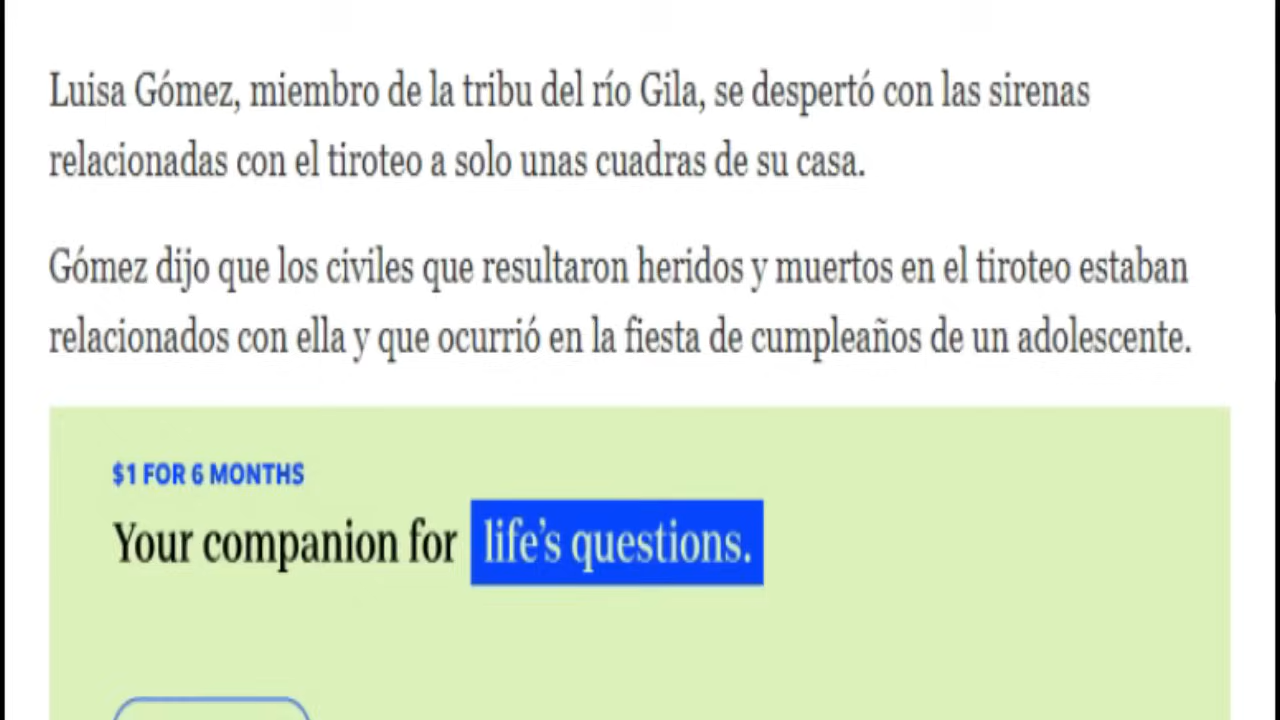 Luisa Gómez, miembro de la tribu del río Gila, se despertó con las sirenas
relacionadas con el tiroteo a solo unas cuadras de su casa.
Gómez dijo que los civiles que resultaron heridos y muertos en el tiroteo estaban
relacionados con ella y que ocurrió en la fiesta de cumpleaños de un adolescente.
$1 FOR 6 MONTHS
Your companion for life’s questions.